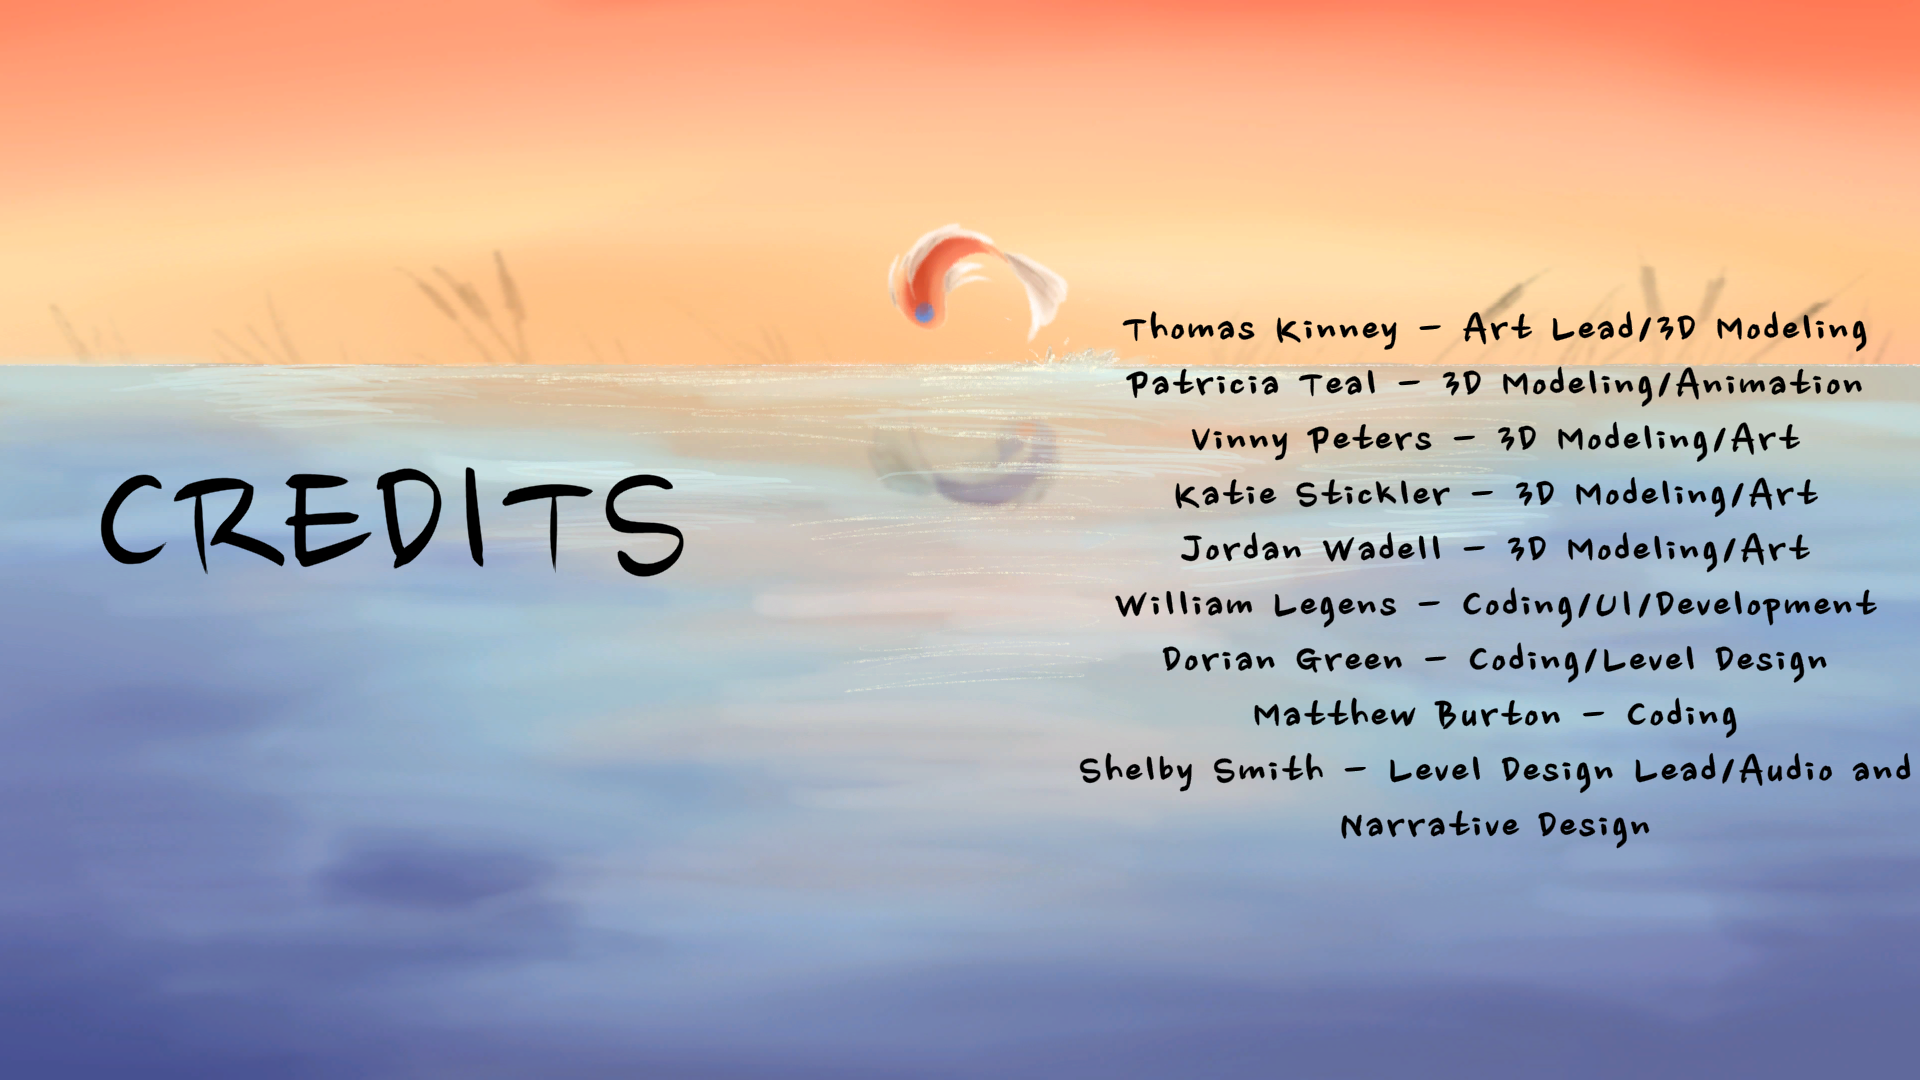 CREDITS
Thomas Kinney - Art Lead/3D Modeling
Patricia Teal - 3D Modeling/Animation
Vinny Peters - 3D Modeling/Art
Katie Stickler - 3D Modeling/Art
Jordan Wadell - 3D Modeling/Art
William Legens - Coding/UI/Development
Dorian Green - Coding/Level Design
Matthew Burton - Coding
Shelby Smith - Level Design Lead/Audio and
Narrative Design